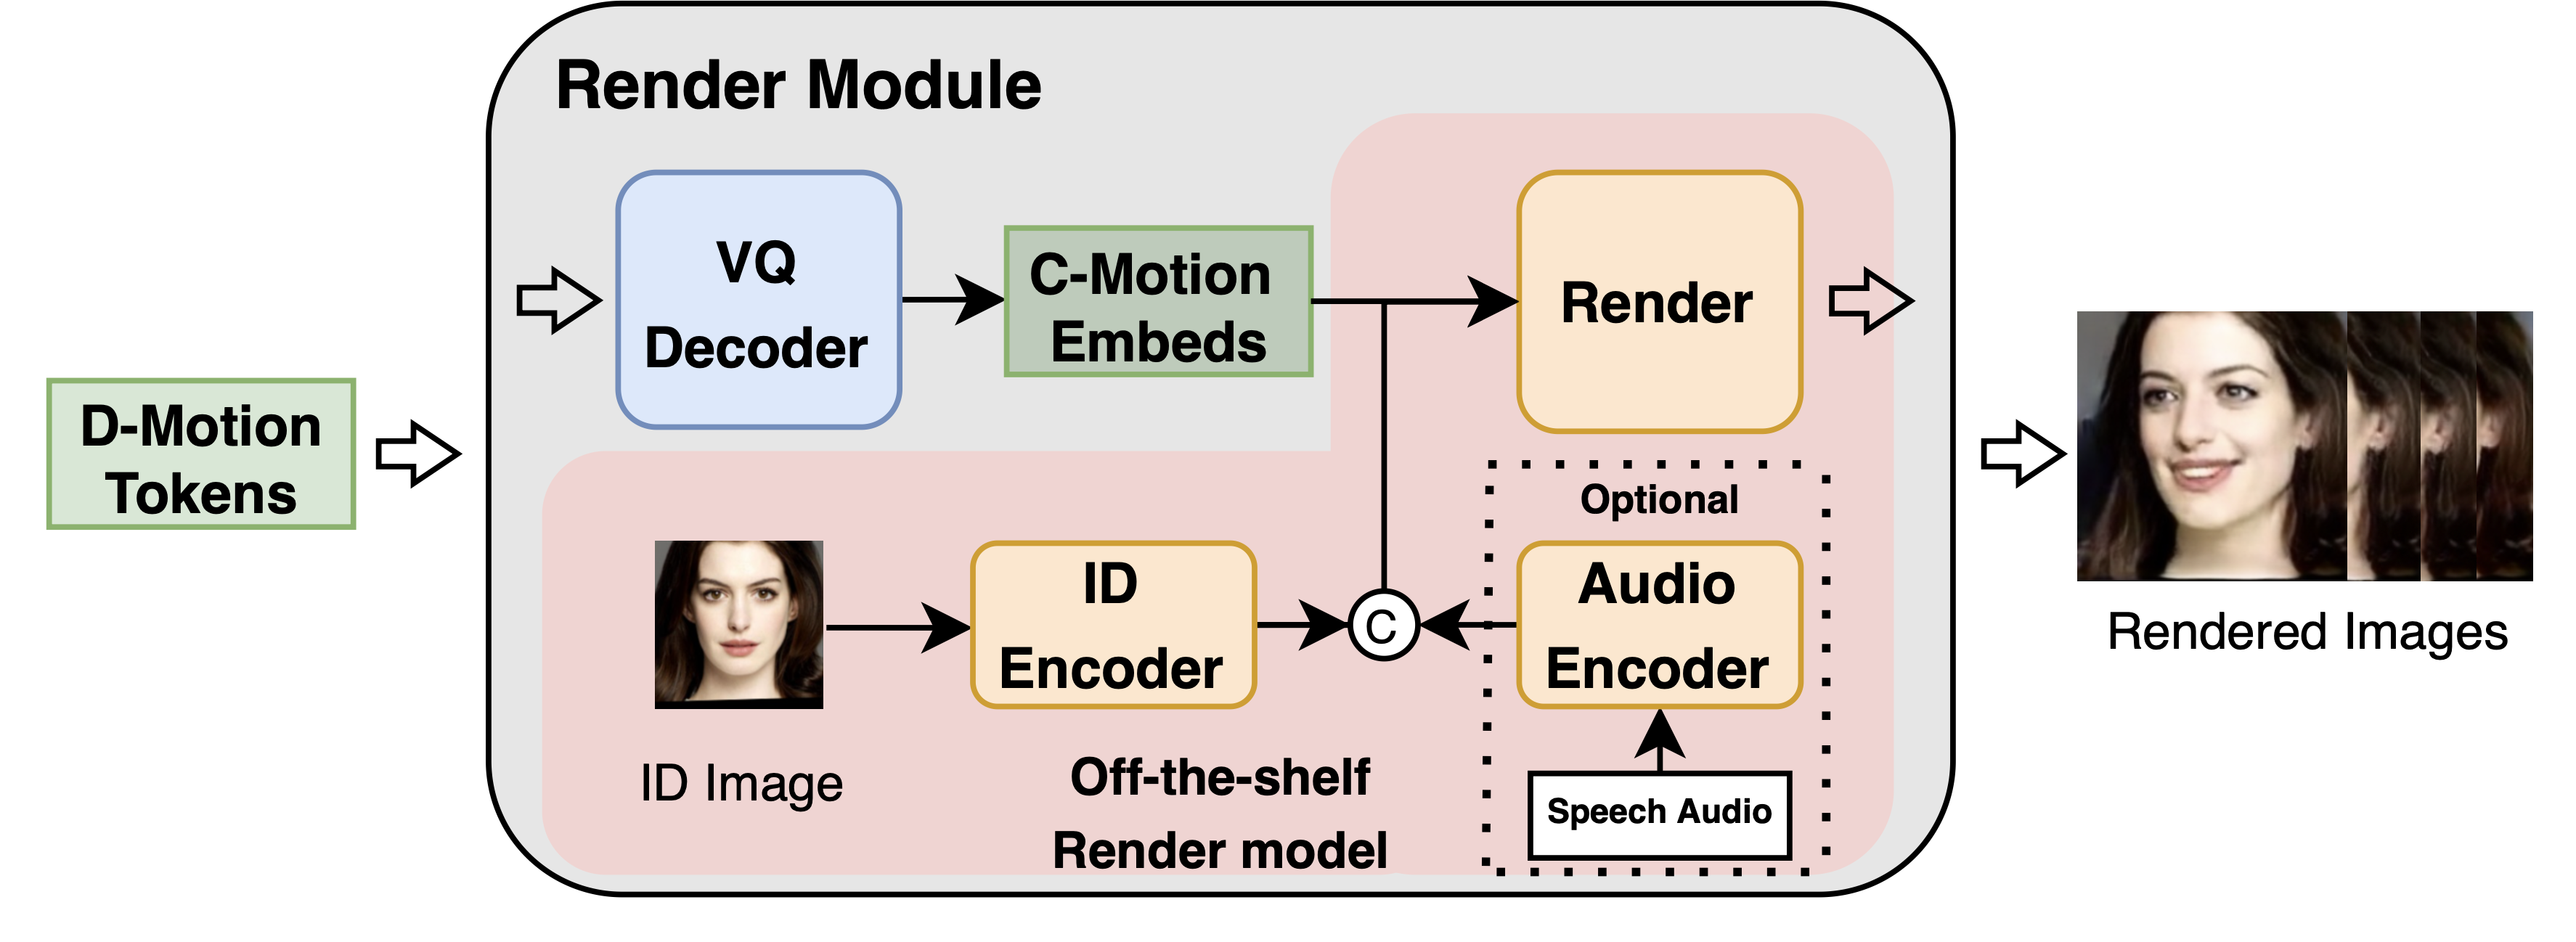 Render Module
VQ
Decoder
C-Motion
Embeds
Render
D-Motion
Tokens
Optional
ID
Encoder
C
Audio
Encoder
Rendered Images
ID Image
Off-the-shelf
Render model
Speech Audio